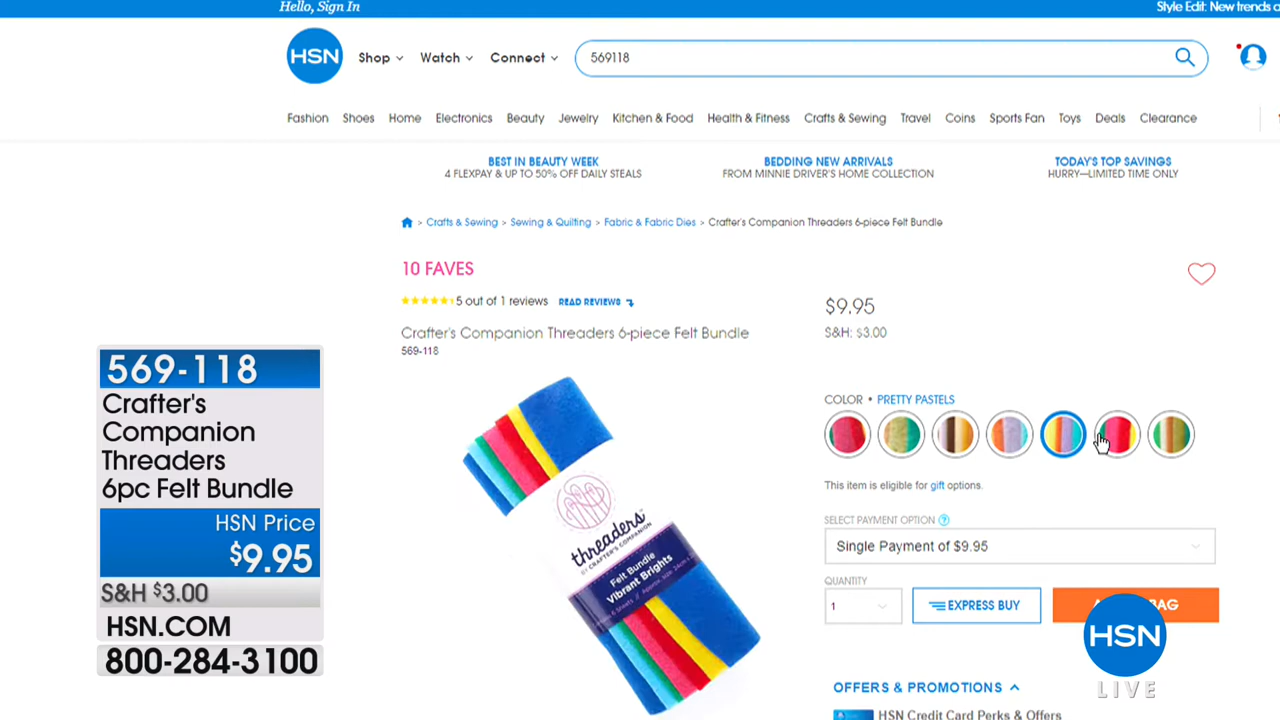 Hello, Sign In
Style Edit: New trends a
HSN
Shop
Watch
Connect
569118
Fashion
Shoes
Home
Electronics
Beauty
Jewelry
Kitchen & Food
Health & Fitness
Crafts & Sewing
Travel
Coins
Sports Fan
Toys
Deals
Clearance
BEST IN BEAUTY WEEK
4 FLEXPAY & UP TO 50% OFF DAILY STEALS
BEDDING NEW ARRIVALS
FROM MINNIE DRIVER'S HOME COLLECTION
TODAY'S TOP SAVINGS
HURRY—LIMITED TIME ONLY
> Crafts & Sewing > Sewing & Quilting > Fabric & Fabric Dies > Crafter's Companion Threaders 6-piece Felt Bundle
10 FAVES
5 out of 1 reviews READ REVIEWS
Crafter's Companion Threaders 6-piece Felt Bundle
569-118
$9.95
S&H: $3.00
COLOR • PRETTY PASTELS
This item is eligible for gift options.
SELECT PAYMENT OPTION ?
Single Payment of $9.95
QUANTITY
1
EXPRESS BUY
BAG
OFFERS & PROMOTIONS
HSN Credit Card Perks & Offers
threaders
BY CRAFTER'S COMPANION
Felt Bundle
Vibrant Brights
569-118
Crafter's
Companion
Threaders
6pc Felt Bundle
HSN Price
$9.95
S&H $3.00
HSN.COM
800-284-3100
HSN
LIVE